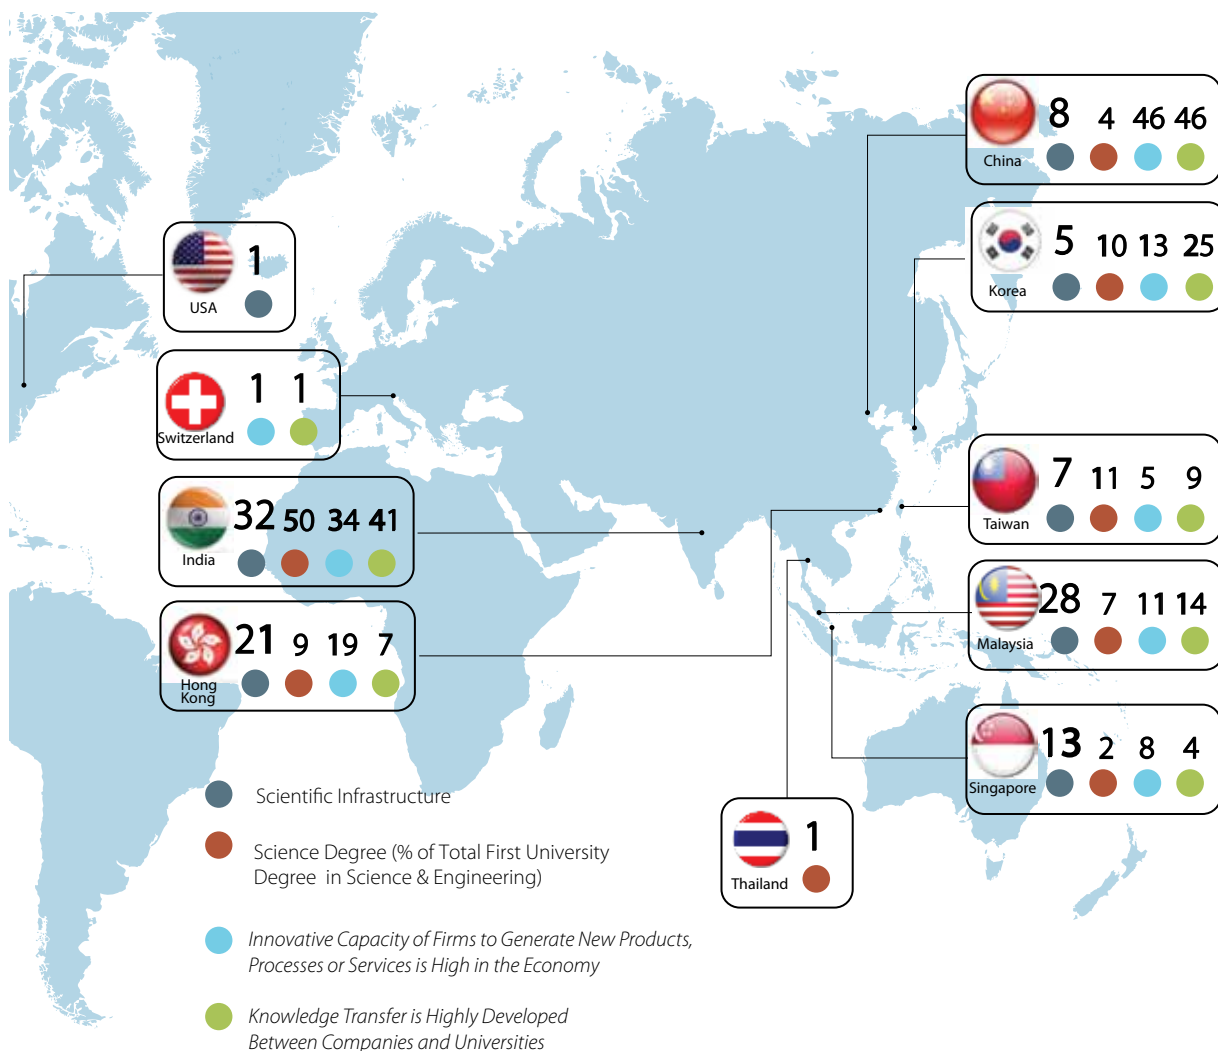 8 4 46 46
China
5 10 13 25
Korea
1
USA
1 1
Switzerland
32 50 34 41
India
21 9 19 7
Hong
Kong
7 11 5 9
Taiwan
28 7 11 14
Malaysia
13 2 8 4
Singapore
1
Thailand
Scientific Infrastructure
Science Degree (% of Total First University
Degree in Science & Engineering)
Innovative Capacity of Firms to Generate New Products,
Processes or Services is High in the Economy
Knowledge Transfer is Highly Developed
Between Companies and Universities